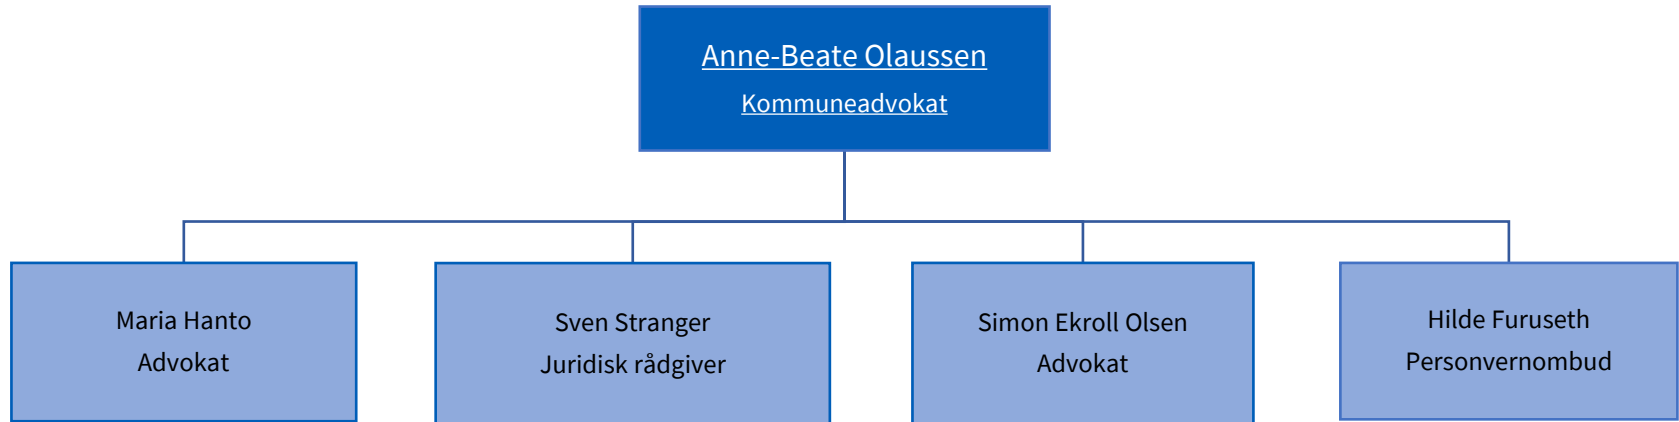 Anne-Beate Olaussen
Kommuneadvokat
Maria Hanto
Advokat
Sven Stranger
Juridisk rådgiver
Simon Ekroll Olsen
Advokat
Hilde Furuseth
Personvernombud